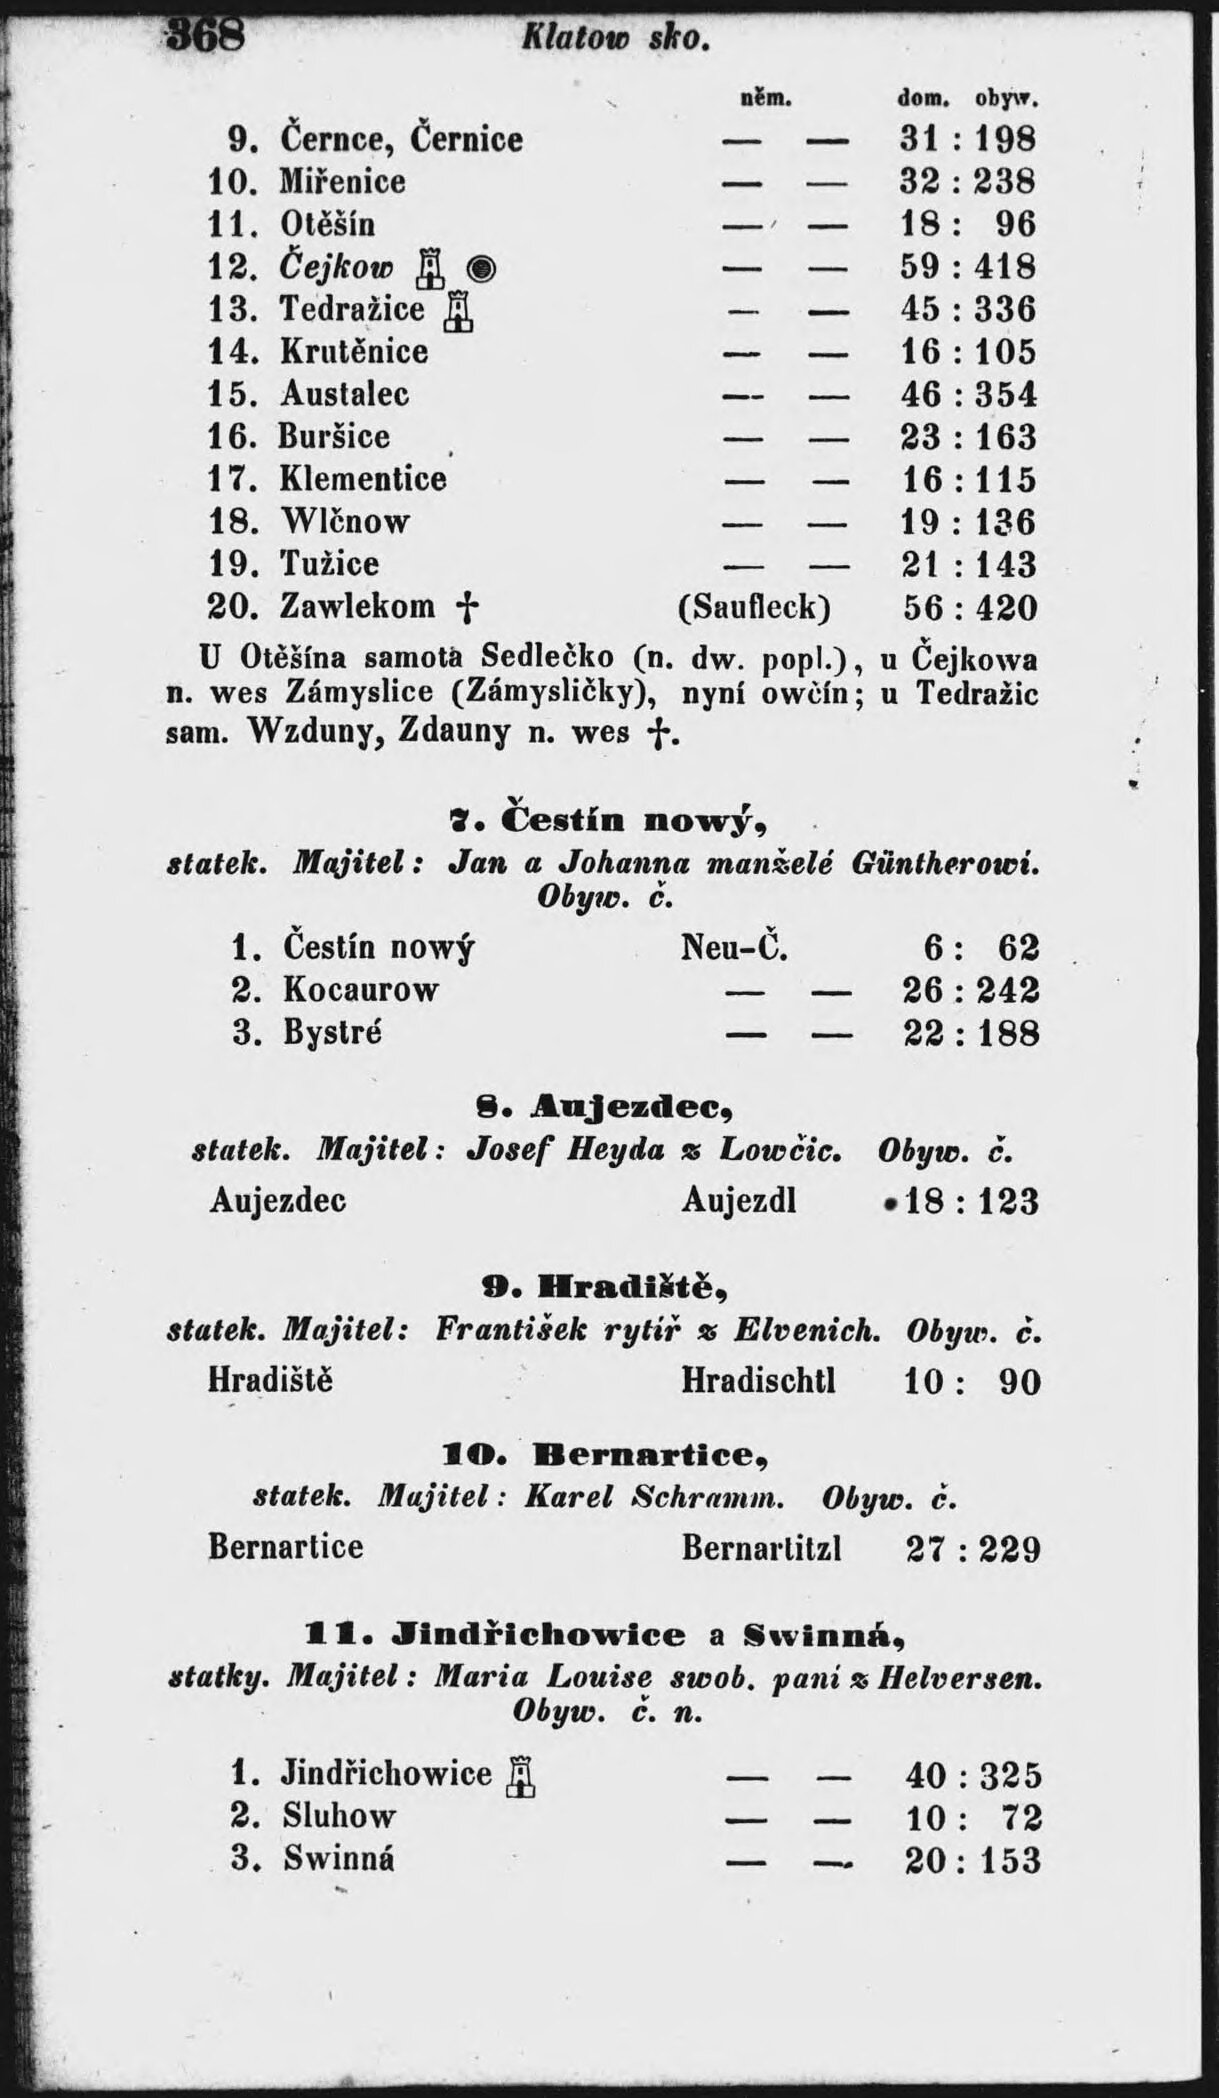 368 Klatowsko.
něm. dom. obyw.
9. Černce, Černice — — 31 : 198
10. Miřenice — — 32 : 238
11. Otěšín — — 18 : 96
12. Čejkow — — 59 : 418
13. Tedražice — — 45 : 336
14. Krutěnice — — 16 : 105
15. Austalec — — 46 : 354
16. Buršice — — 23 : 163
17. Klementice — — 16 : 115
18. Wlčnow — — 19 : 136
19. Tužice — — 21 : 143
20. Zawlekom † (Saufleck) 56 : 420
U Otěšína samota Sedlečko (n. dw. popl.), u Čejkowa
n. wes Zámyslice (Zámysličky), nyní owčín; u Tedražic
sam. Wzduny, Zdauny n. wes †.
7. Čestín nowý,
statek. Majitel: Jan a Johanna manželé Güntherowi.
Obyw. č.
1. Čestín nowý Neu-Č. 6 : 62
2. Kocaurow — — 26 : 242
3. Bystré — — 22 : 188
8. Aujezdec,
statek. Majitel: Josef Heyda z Lowčic. Obyw. č.
Aujezdec Aujezdl 18 : 123
9. Hradiště,
statek. Majitel: František rytíř z Elvenich. Obyw. č.
Hradiště Hradischtl 10 : 90
10. Bernartice,
statek. Majitel: Karel Schramm. Obyw. č.
Bernartice Bernartitzl 27 : 229
11. Jindřichowice a Swinná,
statky. Majitel: Maria Louise swob. paní z Helversen.
Obyw. č. n.
1. Jindřichowice — — 40 : 325
2. Sluhow — — 10 : 72
3. Swinná — — 20 : 153